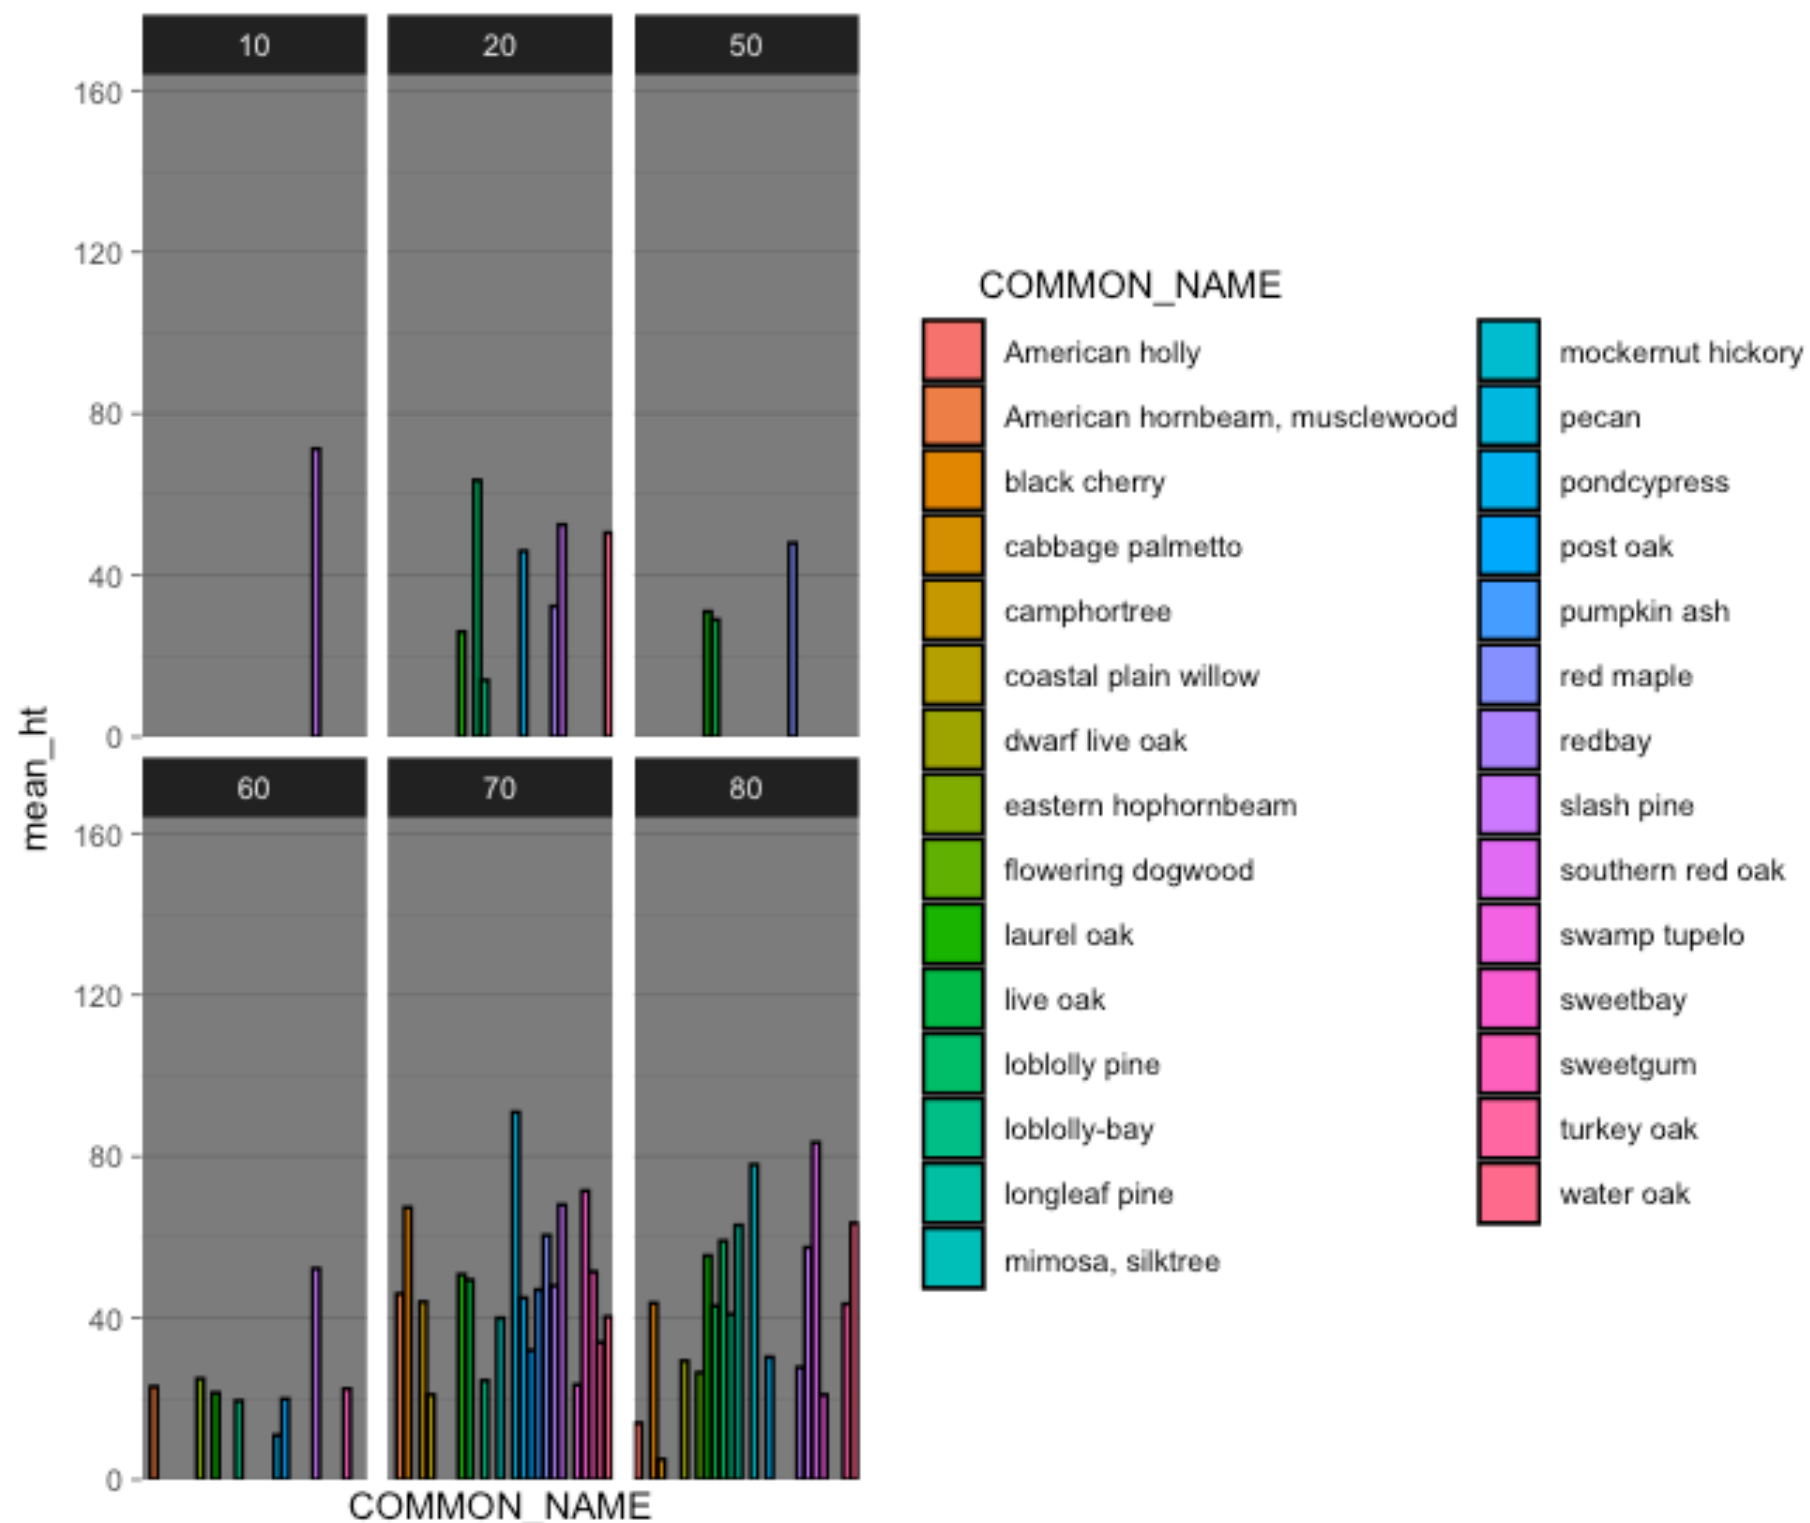 10
20
50
160
120
80
40
0
60
70
80
160
120
80
40
0
mean_ht
COMMON_NAME
COMMON_NAME
American holly
American hornbeam, musclewood
black cherry
cabbage palmetto
camphortree
coastal plain willow
dwarf live oak
eastern hophornbeam
flowering dogwood
laurel oak
live oak
loblolly pine
loblolly-bay
longleaf pine
mimosa, silktree
mockernut hickory
pecan
pondcypress
post oak
pumpkin ash
red maple
redbay
slash pine
southern red oak
swamp tupelo
sweetbay
sweetgum
turkey oak
water oak